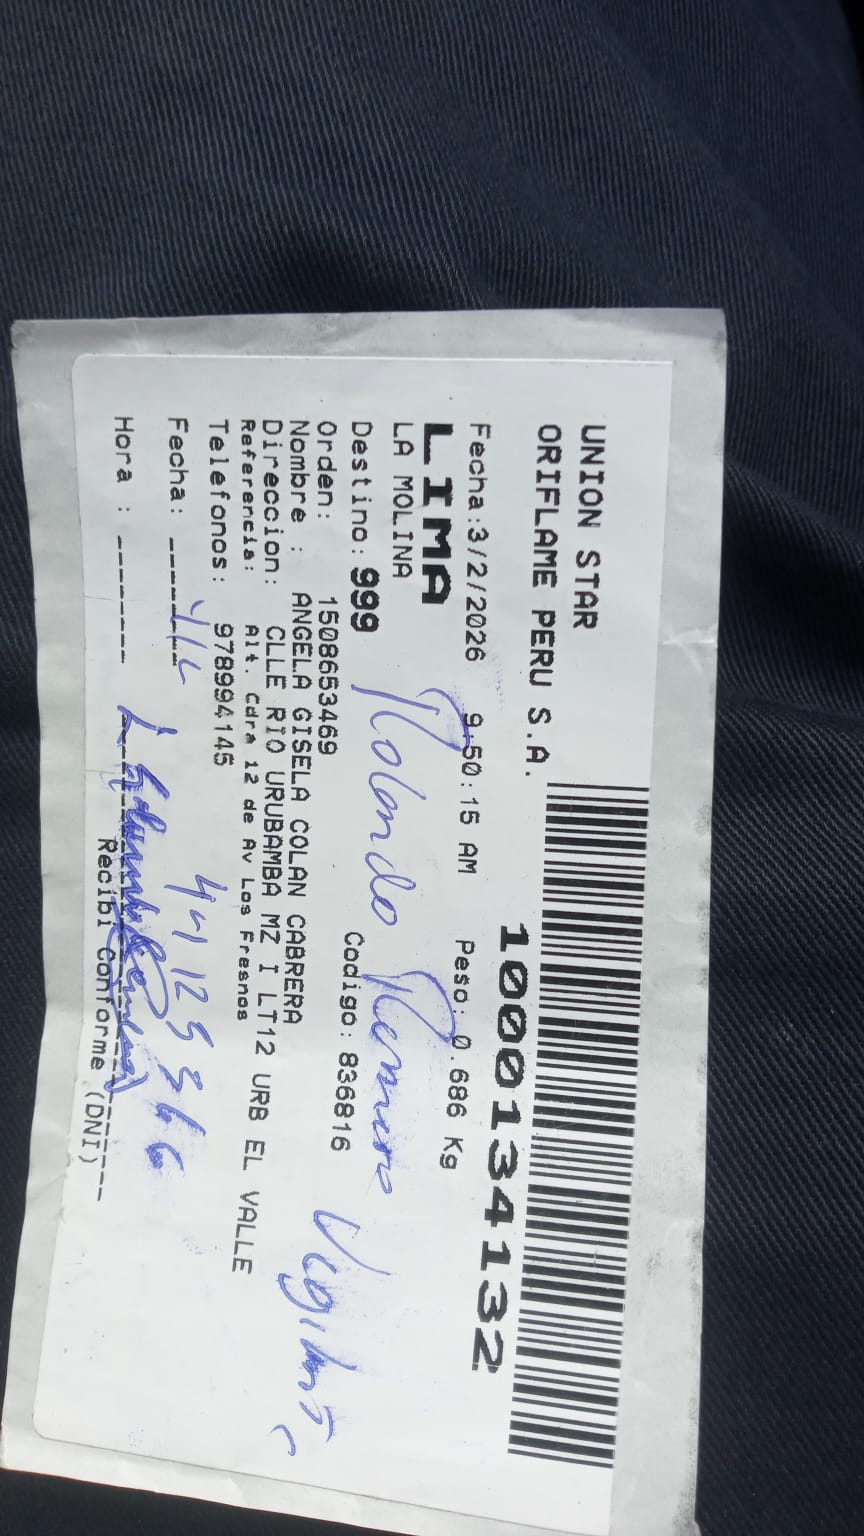 UNION STAR
ORIFLAME PERU S.A.
1000134132
Fecha:3/2/2026 9:50:15 AM Peso: 0.686 Kg
LIMA
LA MOLINA
Rolando Romero
Destino: 999 Codigo: 836816
Orden: 1508653469
Nombre : ANGELA GISELA COLAN CABRERA
Direccion: CLLE RIO URUBAMBA MZ I LT12 URB EL VALLE
Referencia: Alt. Cdra 12 de Av Los Fresnos
Telefonos: 978994145
Fecha: -------
Hora : ------- -------
Recibi Conforme (DNI)